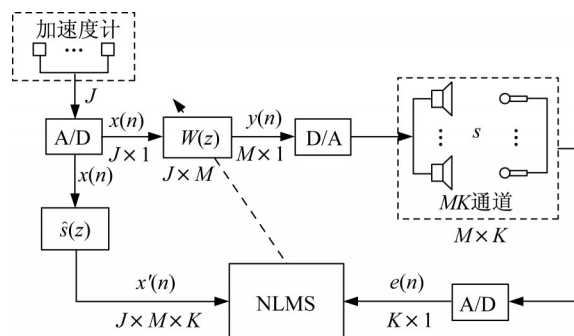 加速度计
...
J
A/D
x(n)
J×1
W(z)
J×M
y(n)
M×1
D/A
⋮ s ⋮
MK通道
M×K
x(n)
ŝ(z)
x′(n)
J×M×K
NLMS
e(n)
K×1
A/D